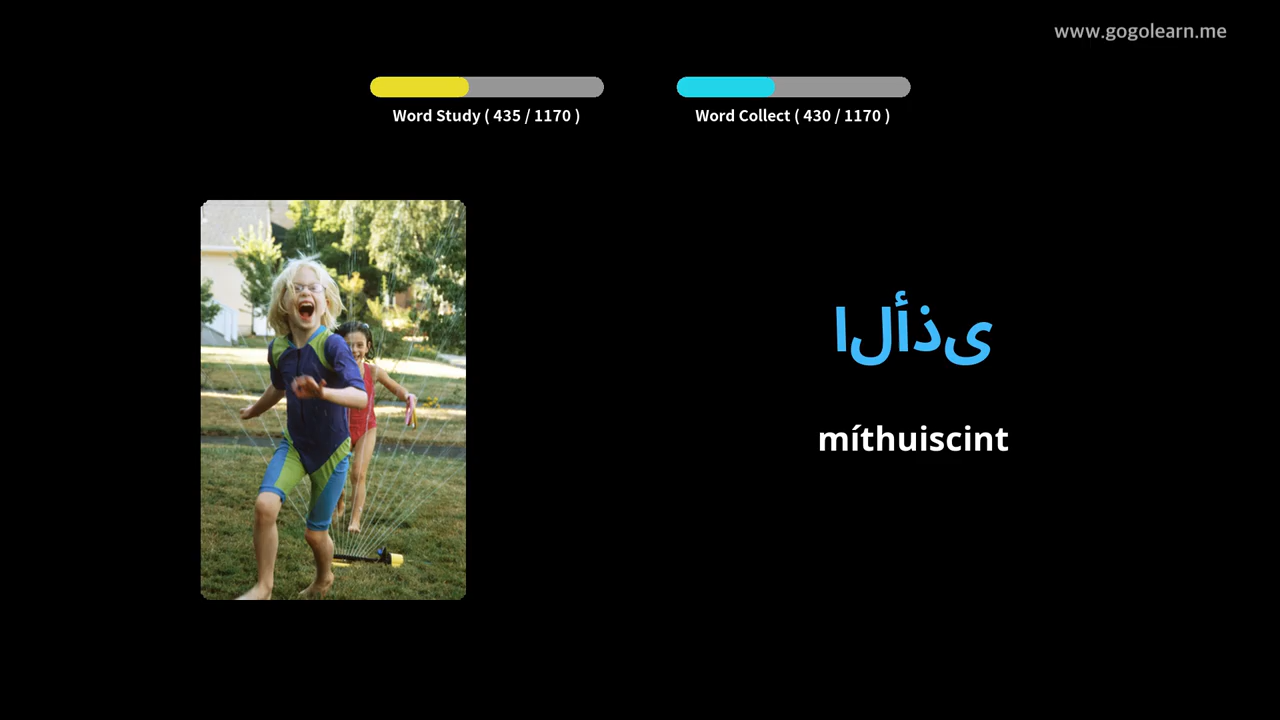 www.gogolearn.me
Word Study ( 435 / 1170 )
Word Collect ( 430 / 1170 )
الأذى
míthuiscint